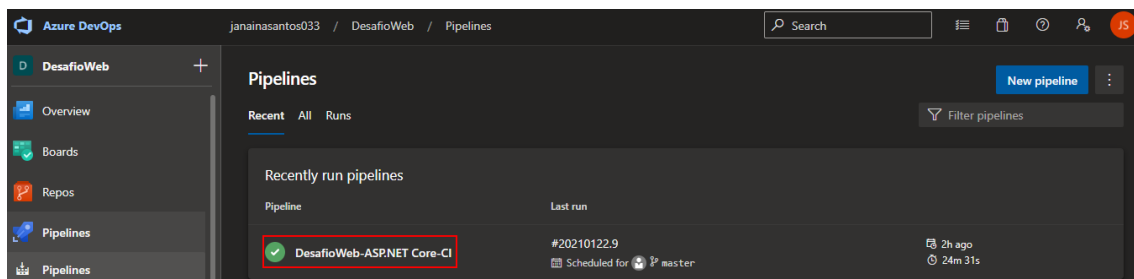 Azure DevOps
janainasantos033 / DesafioWeb / Pipelines
Search
JS
D DesafioWeb
Overview
Boards
Repos
Pipelines
Pipelines
Pipelines
New pipeline
Recent All Runs
Filter pipelines
Recently run pipelines
Pipeline Last run
DesafioWeb-ASP.NET Core-CI
#20210122.9
Scheduled for master
2h ago
24m 31s